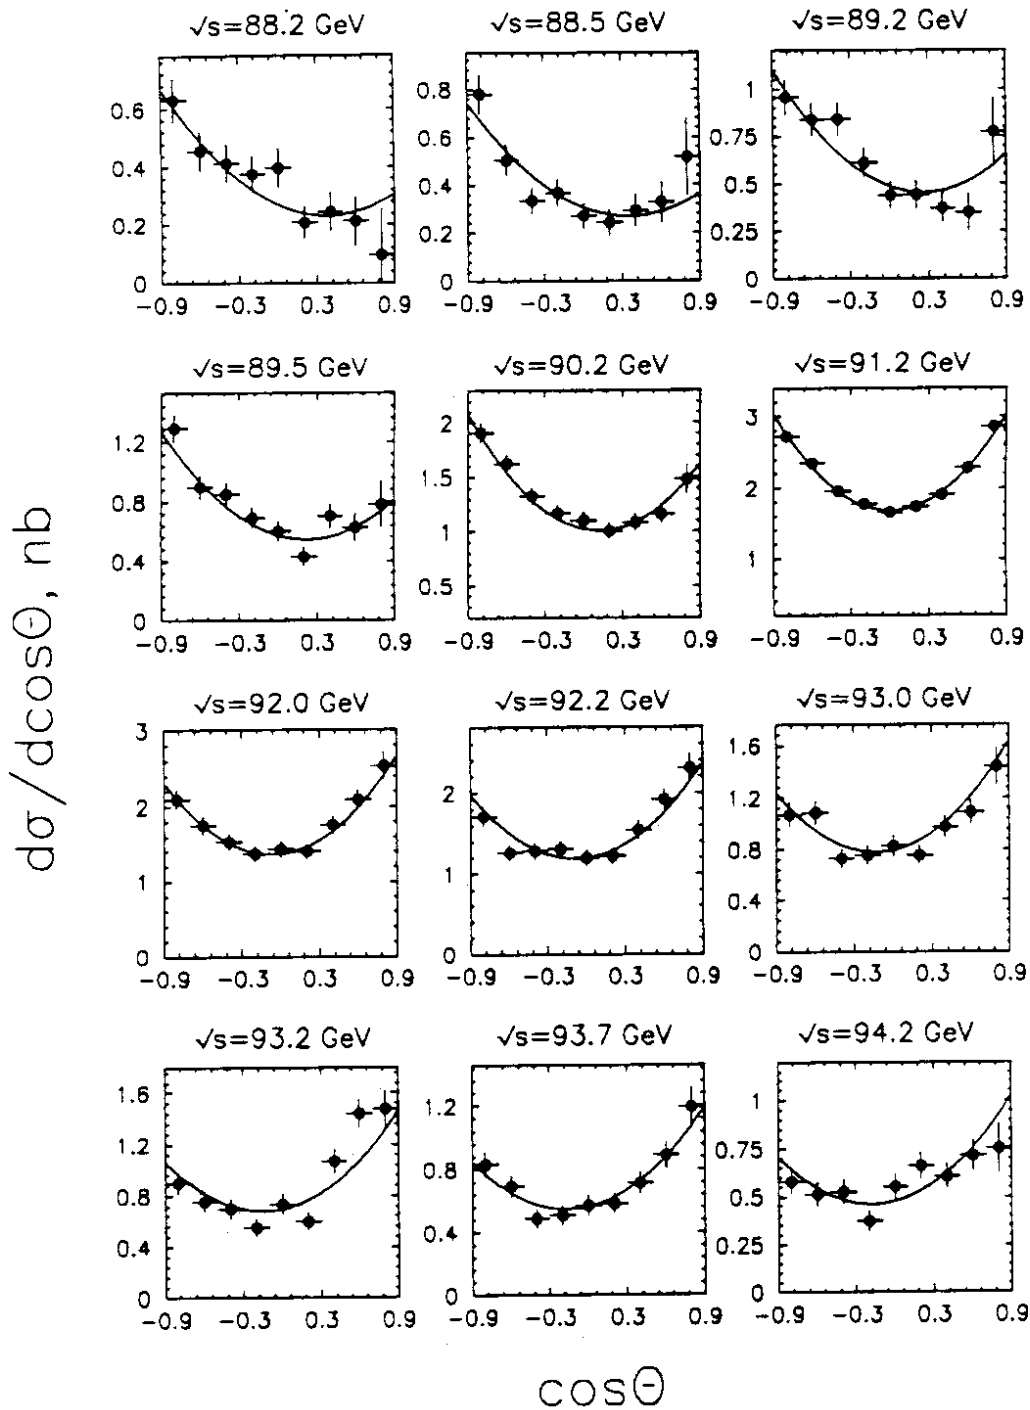 √s=88.2 GeV √s=88.5 GeV √s=89.2 GeV
0.6 0.4 0.2 0
0.8 0.6 0.4 0.2 0
1 0.75 0.5 0.25 0
−0.9 −0.3 0.3 0.9 −0.9 −0.3 0.3 0.9 −0.9 −0.3 0.3 0.9
√s=89.5 GeV √s=90.2 GeV √s=91.2 GeV
1.2 0.8 0.4 0
2 1.5 1 0.5
3 2 1
−0.9 −0.3 0.3 0.9 −0.9 −0.3 0.3 0.9 −0.9 −0.3 0.3 0.9
dσ/dcosΘ, nb
√s=92.0 GeV √s=92.2 GeV √s=93.0 GeV
3 2 1 0
2 1 0
1.6 1.2 0.8 0.4 0
−0.9 −0.3 0.3 0.9 −0.9 −0.3 0.3 0.9 −0.9 −0.3 0.3 0.9
√s=93.2 GeV √s=93.7 GeV √s=94.2 GeV
1.6 1.2 0.8 0.4 0
1.2 0.8 0.4 0
1 0.75 0.5 0.25 0
−0.9 −0.3 0.3 0.9 −0.9 −0.3 0.3 0.9 −0.9 −0.3 0.3 0.9
cosΘ